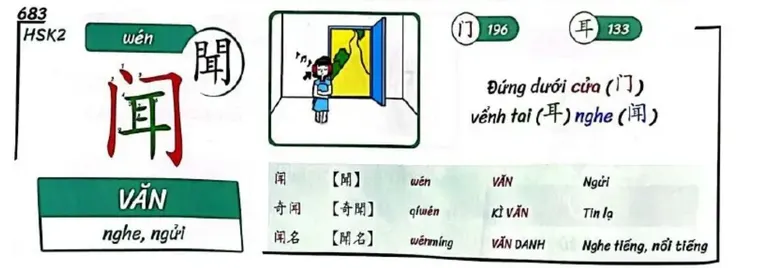 683
HSK2
wén
聞
闻
VĂN
nghe, ngửi
门 196
耳 133
Đứng dưới cửa (门)
vểnh tai (耳) nghe (闻)
闻 【聞】 wén VĂN Ngửi
奇闻 【奇聞】 qíwén KÌ VĂN Tin lạ
闻名 【聞名】 wénmíng VĂN DANH Nghe tiếng, nổi tiếng